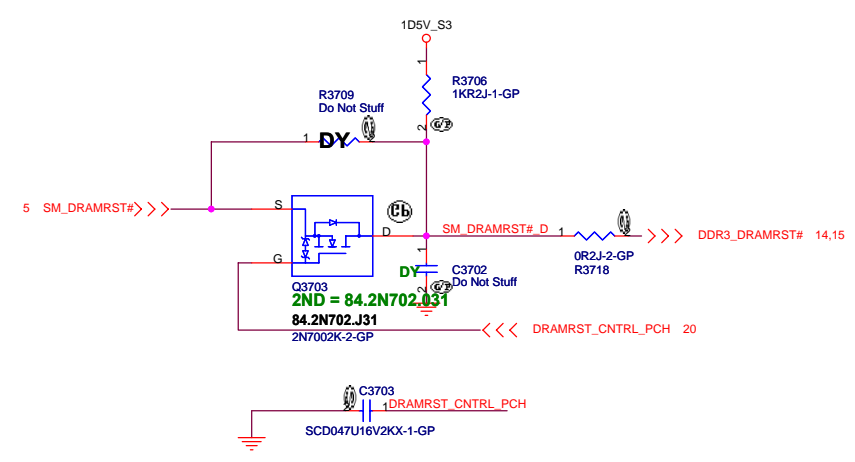 1D5V_S3
1
R3706
1KR2J-1-GP
2
R3709
Do Not Stuff
1 DY 2
5 SM_DRAMRST#
S
D
G
SM_DRAMRST#_D
1
2
DDR3_DRAMRST# 14,15
0R2J-2-GP
R3718
1
DY
C3702
Do Not Stuff
2
Q3703
2ND = 84.2N702.031
84.2N702.J31
2N7002K-2-GP
DRAMRST_CNTRL_PCH 20
C3703
2
1
DRAMRST_CNTRL_PCH
SCD047U16V2KX-1-GP